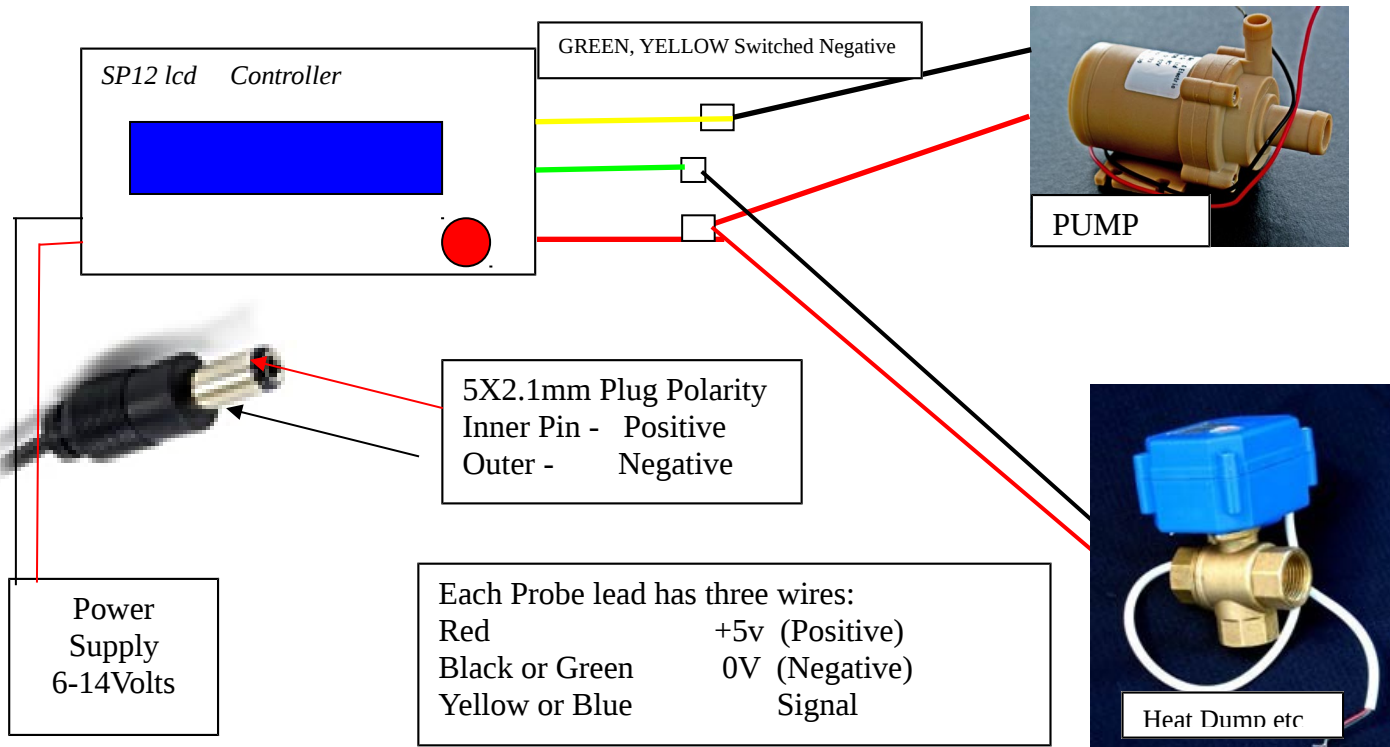 GREEN, YELLOW Switched Negative
SP12 lcd Controller
PUMP
5X2.1mm Plug Polarity
Inner Pin - Positive
Outer - Negative
Power
Supply
6-14Volts
Each Probe lead has three wires:
Red +5v (Positive)
Black or Green 0V (Negative)
Yellow or Blue Signal
Heat Dump etc